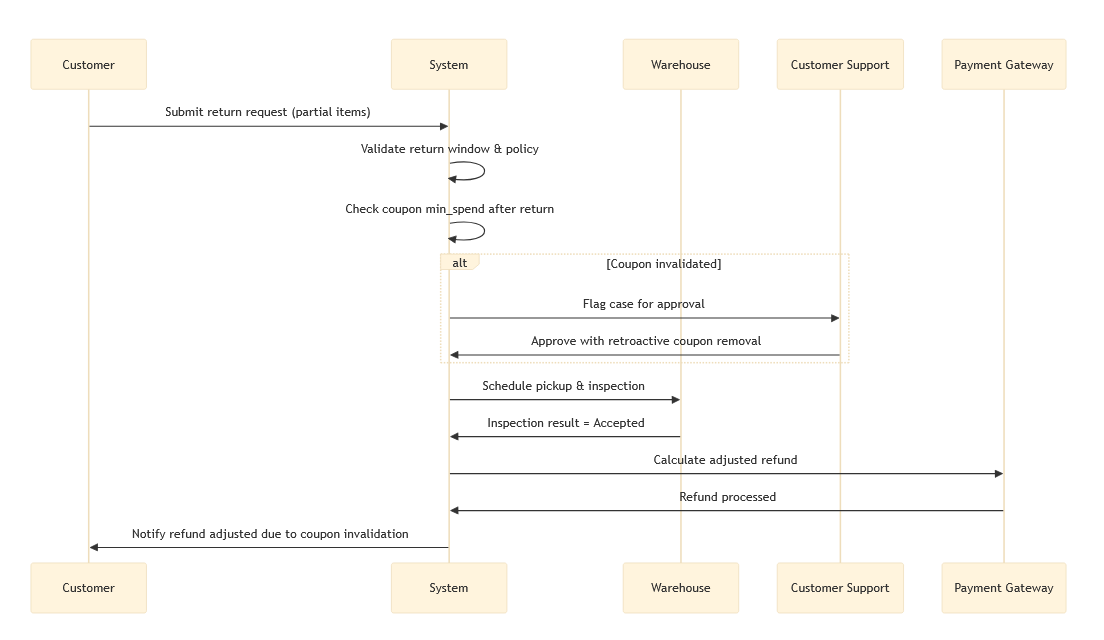 Customer
System
Warehouse
Customer Support
Payment Gateway
Submit return request (partial items)
Validate return window & policy
Check coupon min_spend after return
alt
[Coupon invalidated]
Flag case for approval
Approve with retroactive coupon removal
Schedule pickup & inspection
Inspection result = Accepted
Calculate adjusted refund
Refund processed
Notify refund adjusted due to coupon invalidation
Customer
System
Warehouse
Customer Support
Payment Gateway